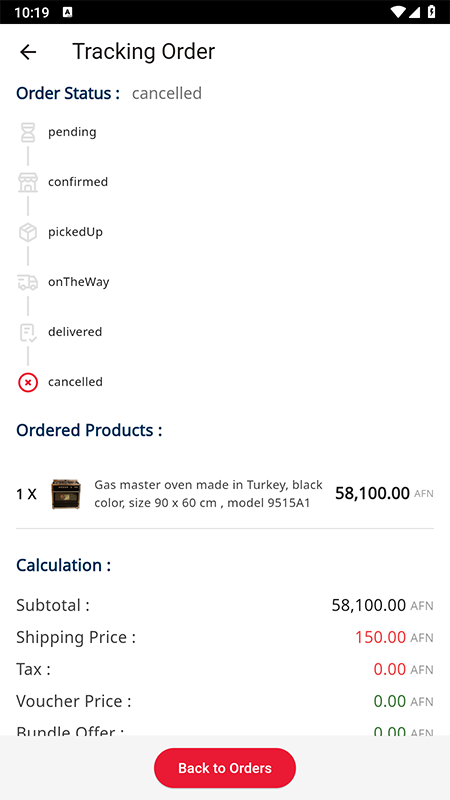 10:19 A
Tracking Order
Order Status : cancelled
pending
confirmed
pickedUp
onTheWay
delivered
cancelled
Ordered Products :
1 X Gas master oven made in Turkey, black 58,100.00 AFN
color, size 90 x 60 cm , model 9515A1
Calculation :
Subtotal : 58,100.00 AFN
Shipping Price : 150.00 AFN
Tax : 0.00 AFN
Voucher Price : 0.00 AFN
Bundle Offer : 0.00 AFN
Back to Orders